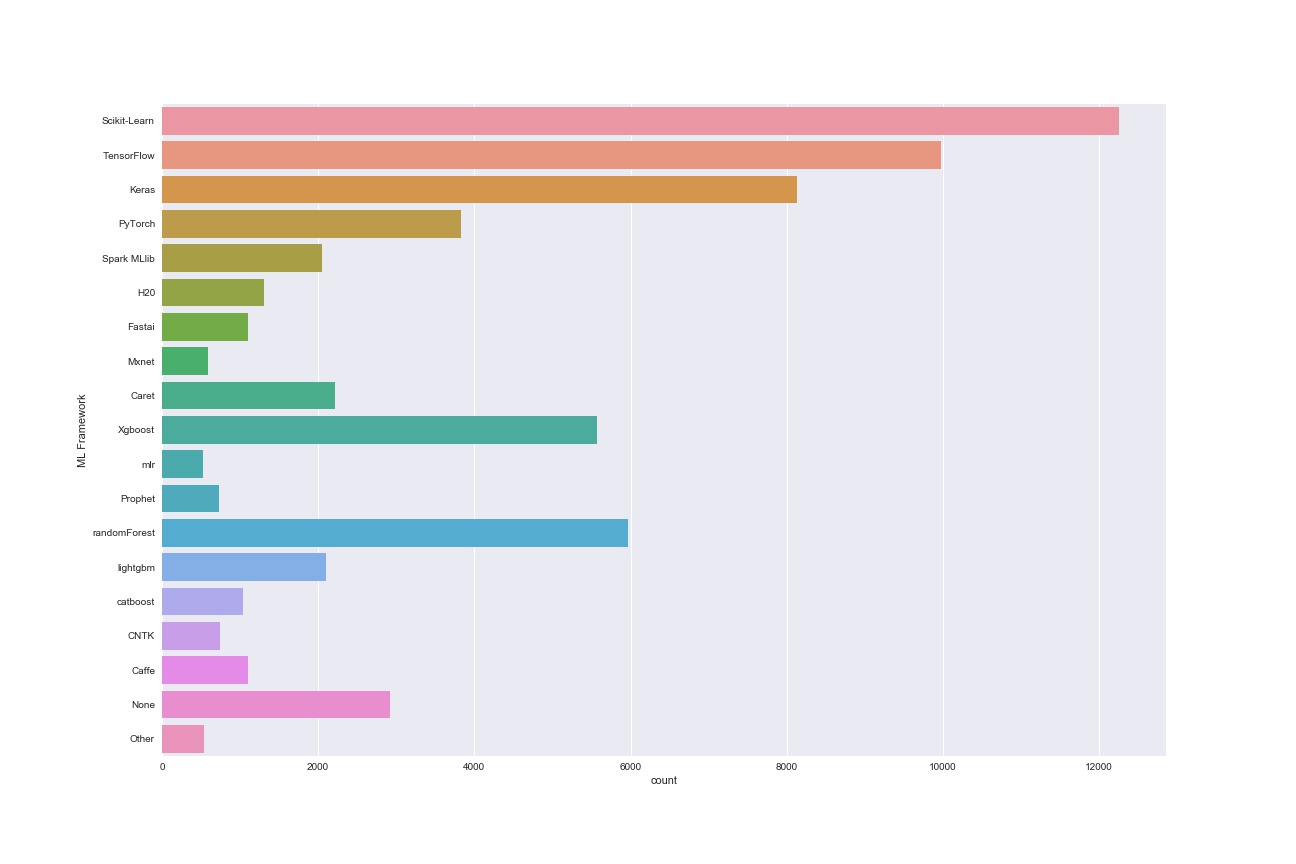 Scikit-Learn
TensorFlow
Keras
PyTorch
Spark MLlib
H20
Fastai
Mxnet
Caret
Xgboost
mlr
Prophet
randomForest
lightgbm
catboost
CNTK
Caffe
None
Other
ML Framework
0 2000 4000 6000 8000 10000 12000
count